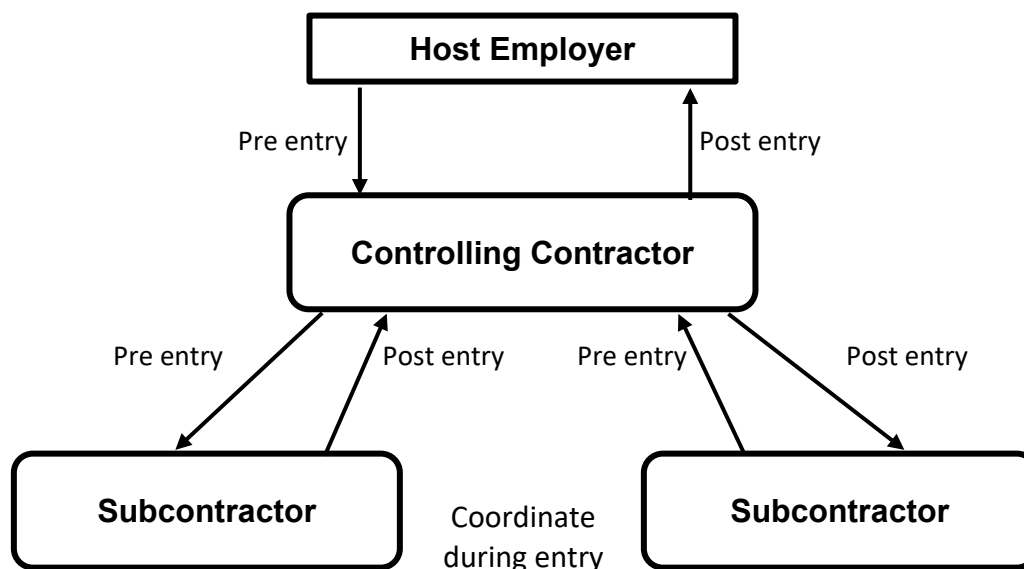 Host Employer
Pre entry
Post entry
Controlling Contractor
Pre entry
Post entry
Pre entry
Post entry
Subcontractor
Coordinate
during entry
Subcontractor